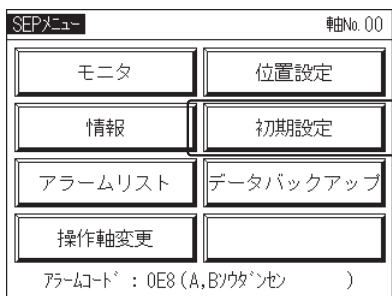 SEPメニュー 軸No. 00
モニタ 位置設定
情報 初期設定
アラームリスト データバックアップ
操作軸変更
ｱﾗｰﾑｺｰﾄﾞ : 0E8 (A,Bｿｳﾀﾞﾝｾﾝ )